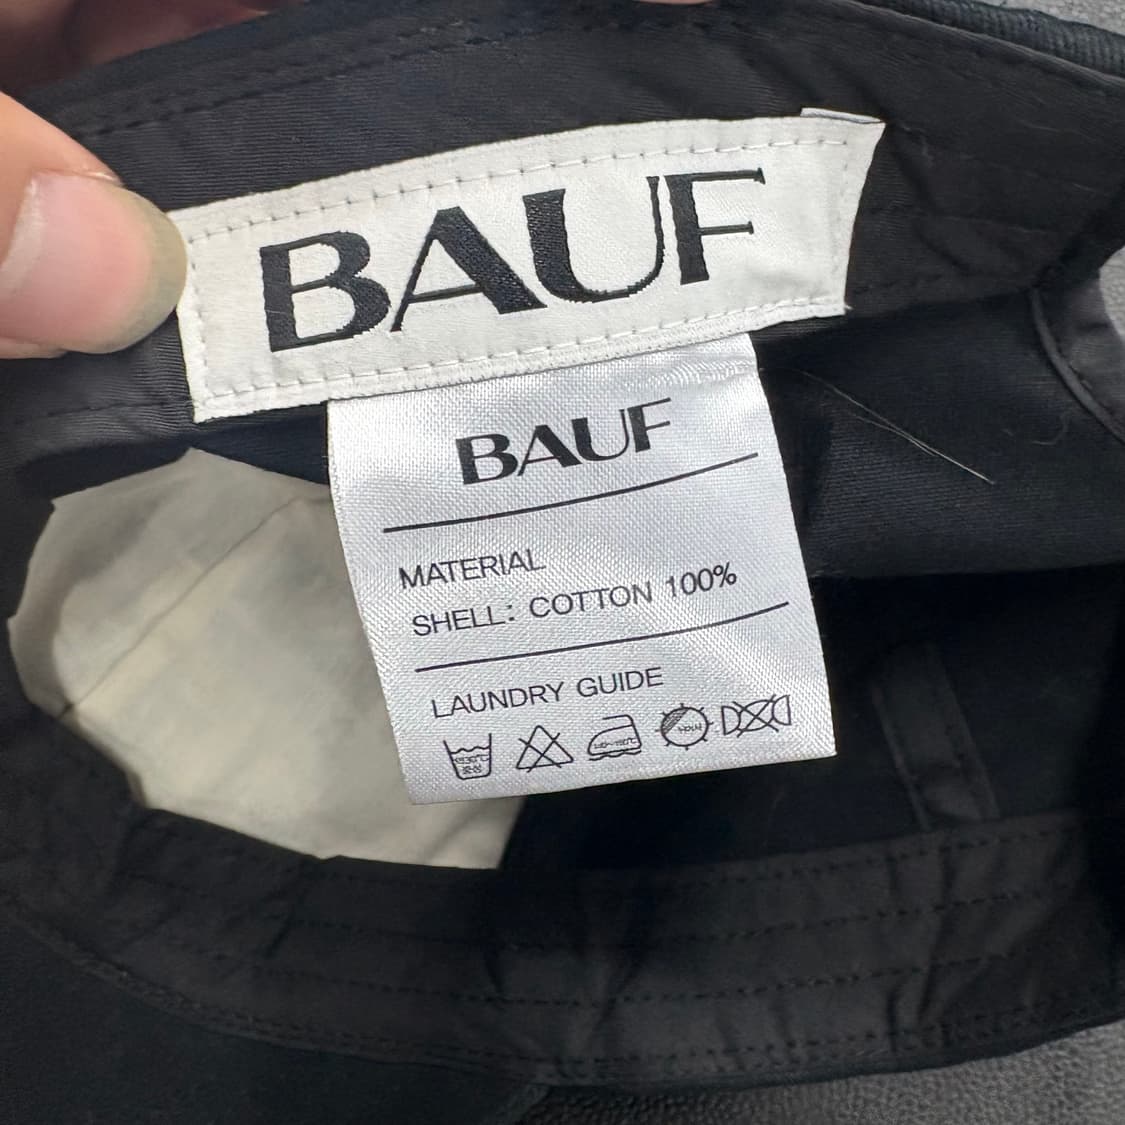 BAUF
BAUF
MATERIAL
SHELL: COTTON 100%
LAUNDRY GUIDE